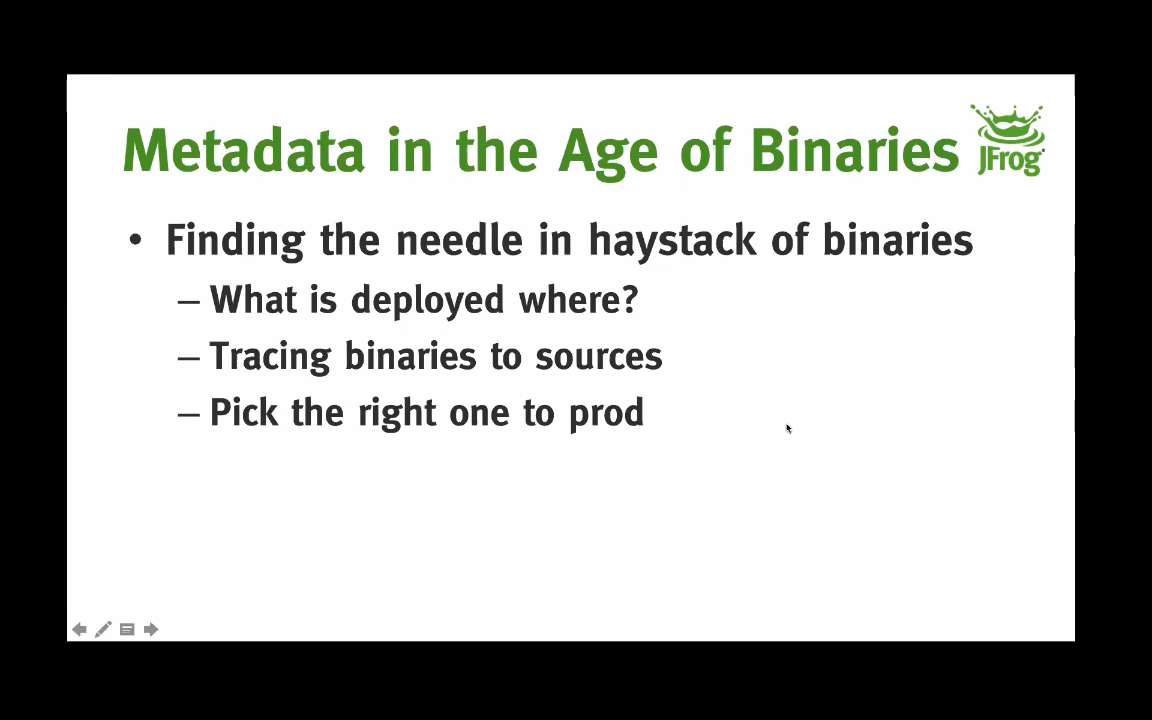 Metadata in the Age of Binaries
JFrog
• Finding the needle in haystack of binaries
– What is deployed where?
– Tracing binaries to sources
– Pick the right one to prod